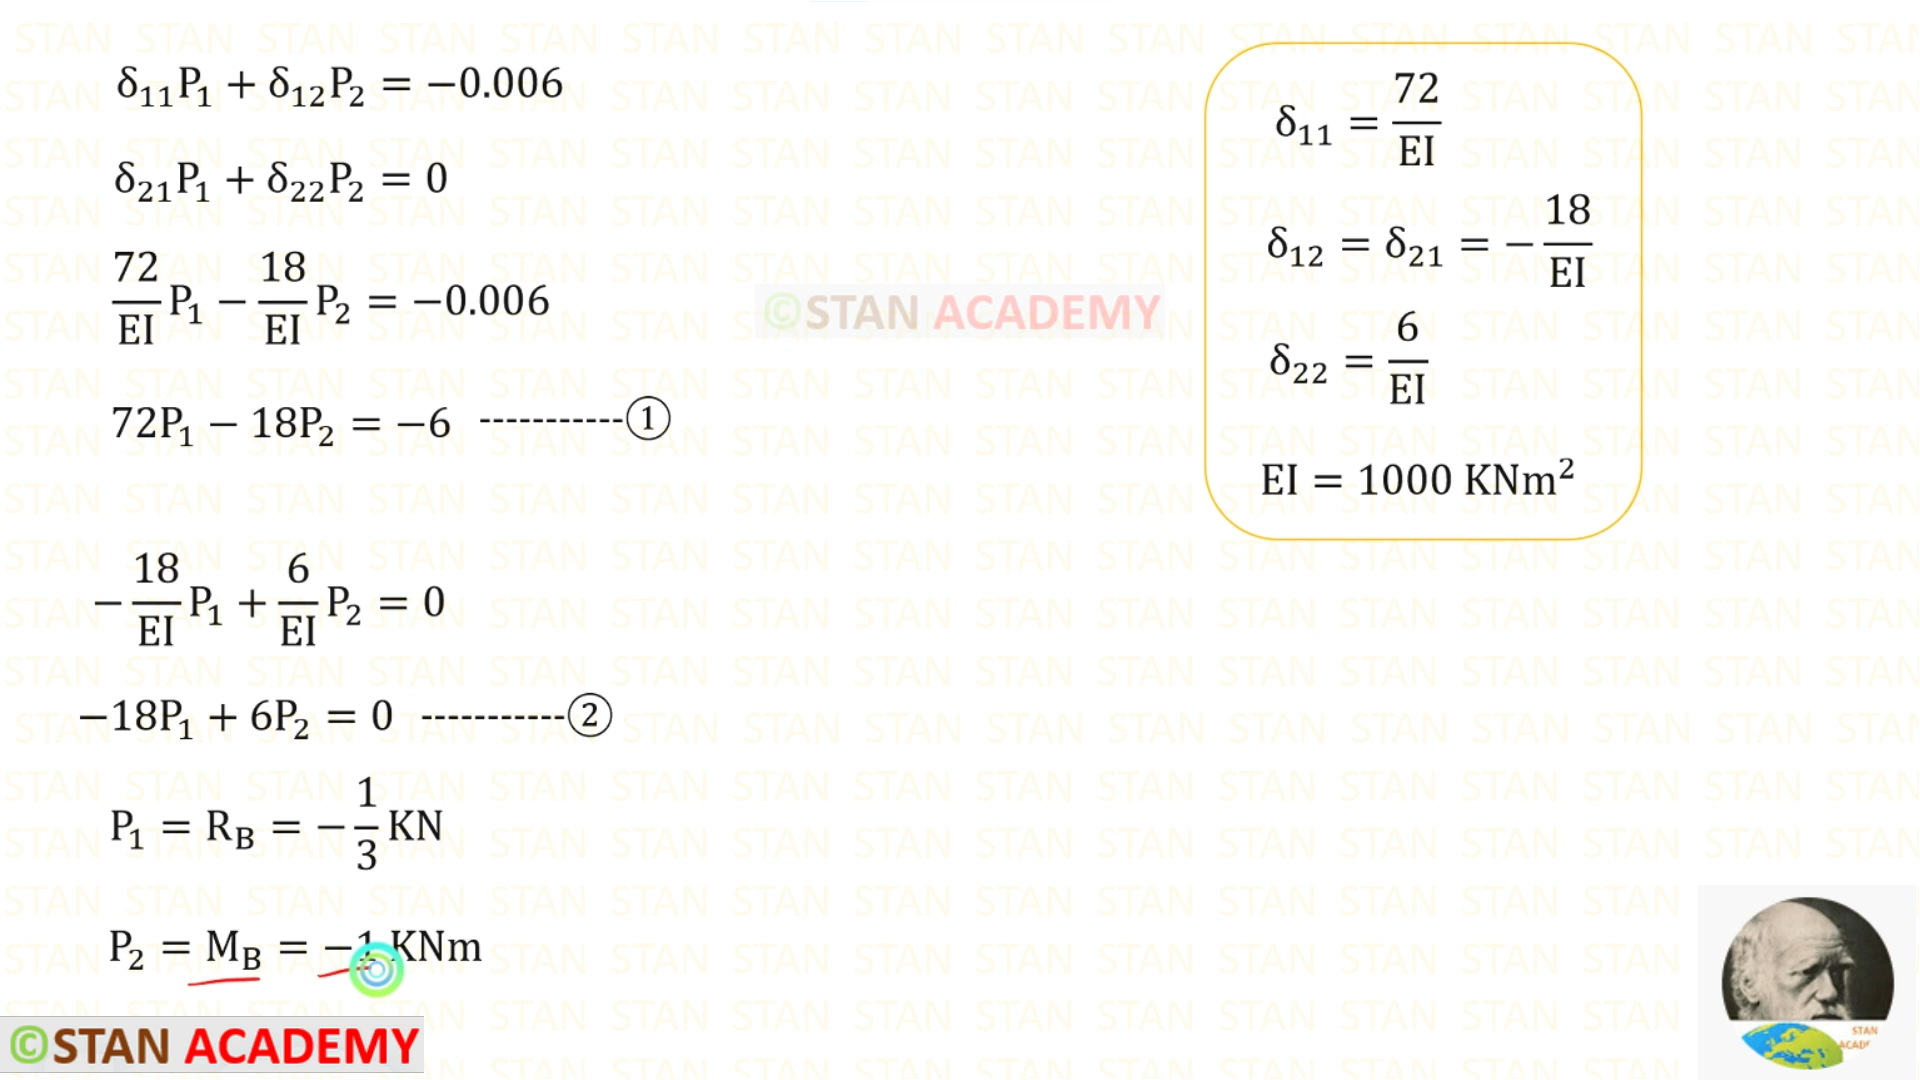 δ₁₁P₁ + δ₁₂P₂ = −0.006
δ₂₁P₁ + δ₂₂P₂ = 0
72/EI P₁ − 18/EI P₂ = −0.006
72P₁ − 18P₂ = −6 -----------①
−18/EI P₁ + 6/EI P₂ = 0
−18P₁ + 6P₂ = 0 -----------②
P₁ = R_B = −1/3 KN
P₂ = M_B = −1 KNm
δ₁₁ = 72/EI
δ₁₂ = δ₂₁ = −18/EI
δ₂₂ = 6/EI
EI = 1000 KNm²
©STAN ACADEMY
©STAN ACADEMY
STAN